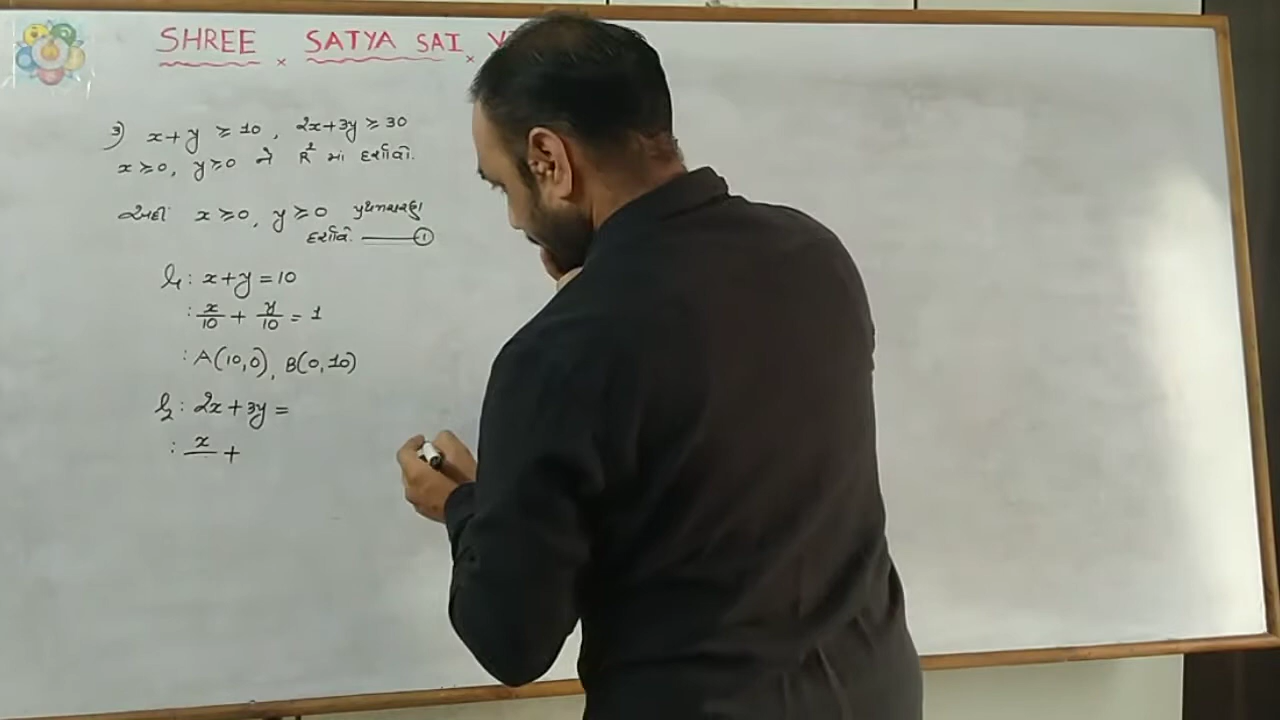 SHREE × SATYA SAI ×
3) x+y ≥ 10, 2x+3y ≥ 30
x ≥ 0, y ≥ 0 ને R² માં દર્શાવો.
અહીં x ≥ 0, y ≥ 0 પ્રથમચરણ
દર્શાવે. —— ①
l₁: x+y = 10
: x/10 + y/10 = 1
: A(10,0), B(0,10)
l₂: 2x+3y =
: x/ +